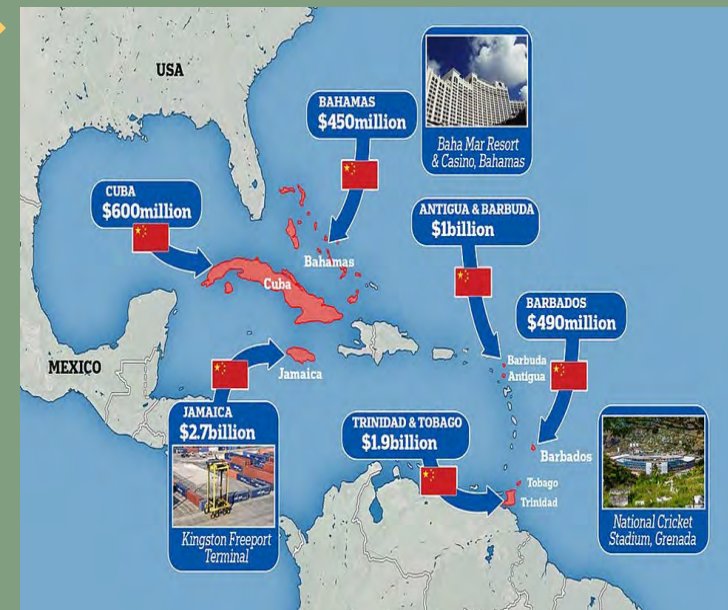 USA
BAHAMAS
$450million
Baha Mar Resort
& Casino, Bahamas
CUBA
$600million
ANTIGUA & BARBUDA
$1billion
Bahamas
Cuba
BARBADOS
$490million
MEXICO
Jamaica
Barbuda
Antigua
JAMAICA
$2.7billion
TRINIDAD & TOBAGO
$1.9billion
Barbados
Tobago
Trinidad
Kingston Freeport
Terminal
National Cricket
Stadium, Grenada